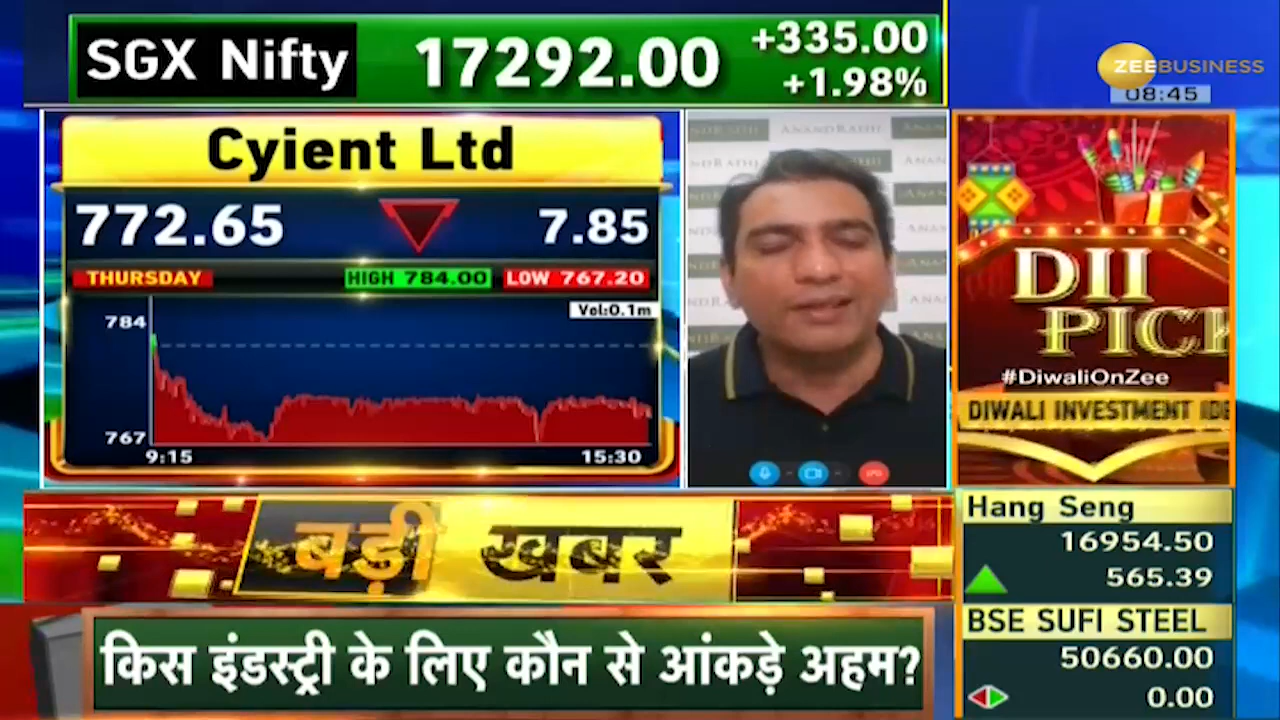 SGX Nifty
17292.00
+335.00
+1.98%
ZEEBUSINESS
08:45
Cyient Ltd
772.65
7.85
THURSDAY
HIGH 784.00
LOW 767.20
Vol:0.1m
784
767
9:15
15:30
ANANDRATHI
DII
PICK
#DiwaliOnZee
DIWALI INVESTMENT IDE
Hang Seng
16954.50
565.39
BSE SUFI STEEL
50660.00
0.00
बड़ी खबर
किस इंडस्ट्री के लिए कौन से आंकड़े अहम?